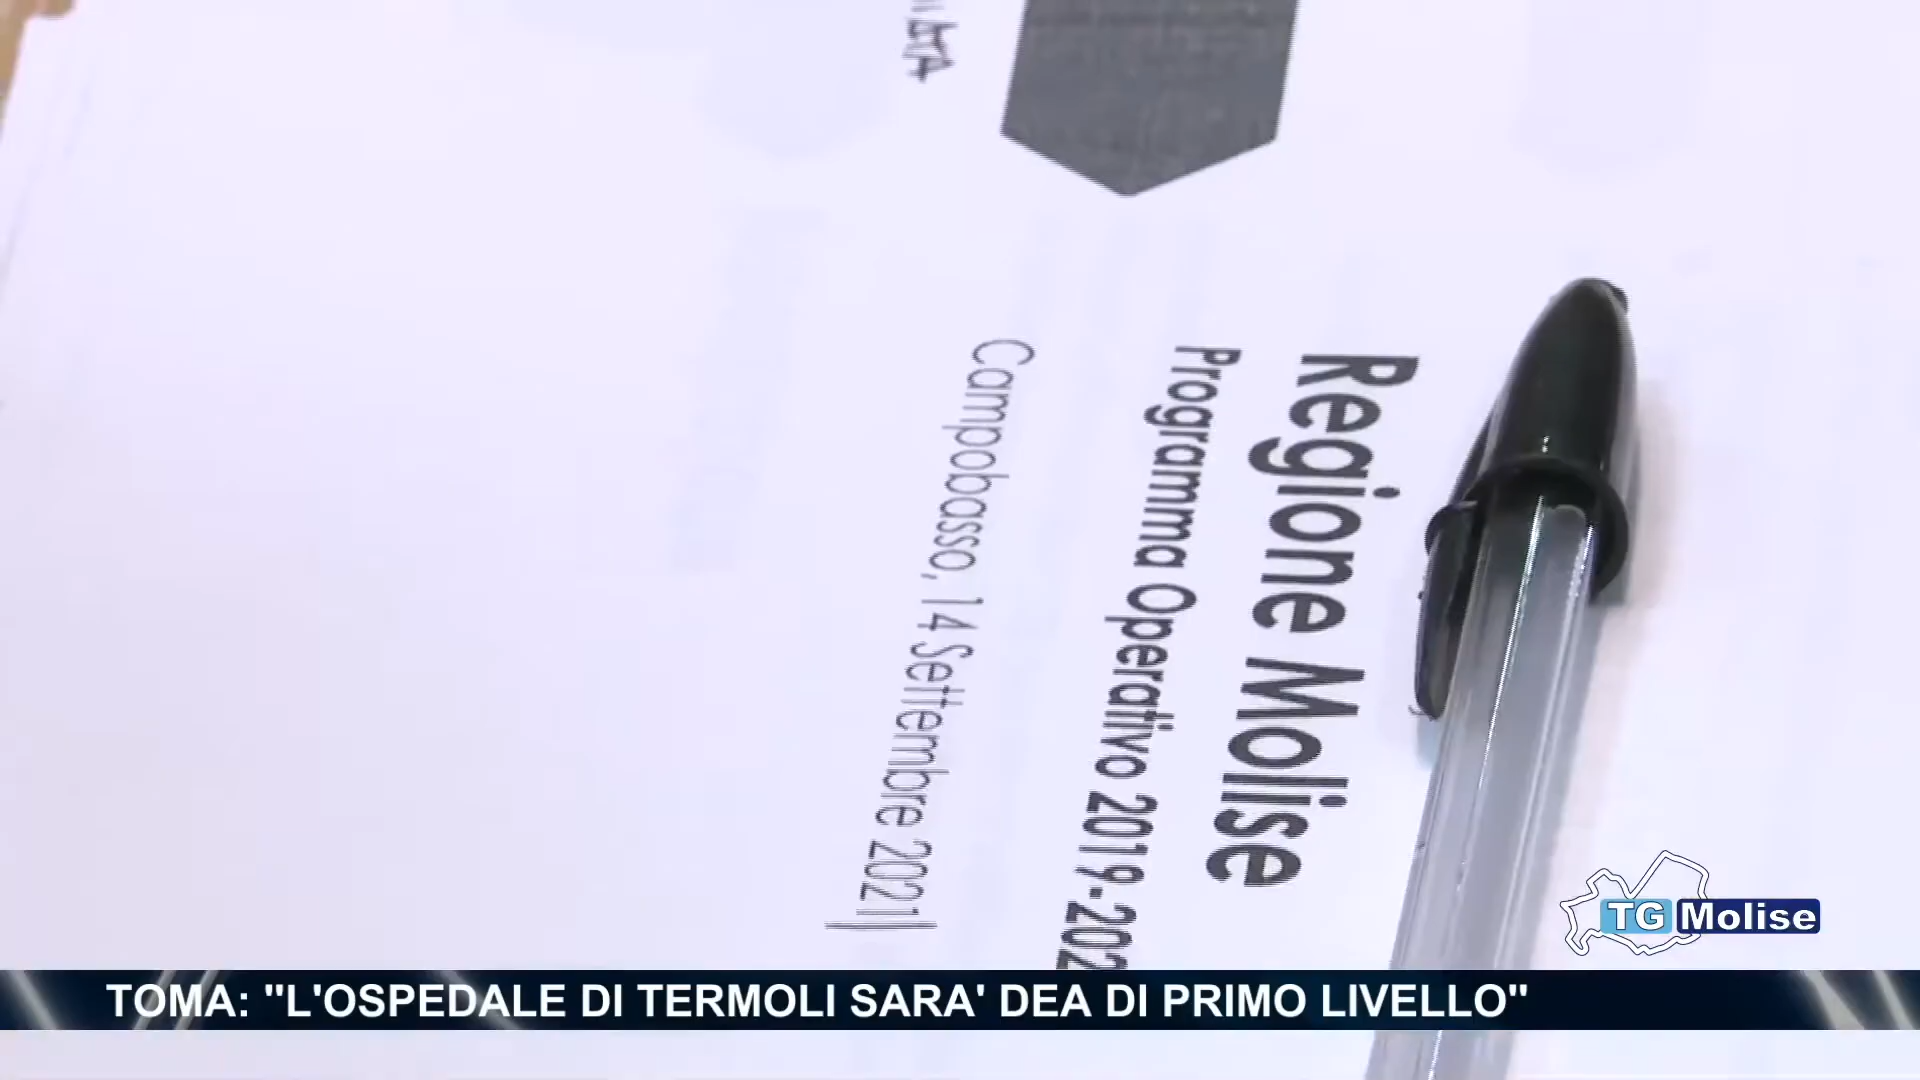 Regione Molise
Programma Operativo 2019-202
Campobasso, 14 Settembre 2021
TG Molise
TOMA: "L'OSPEDALE DI TERMOLI SARA' DEA DI PRIMO LIVELLO"